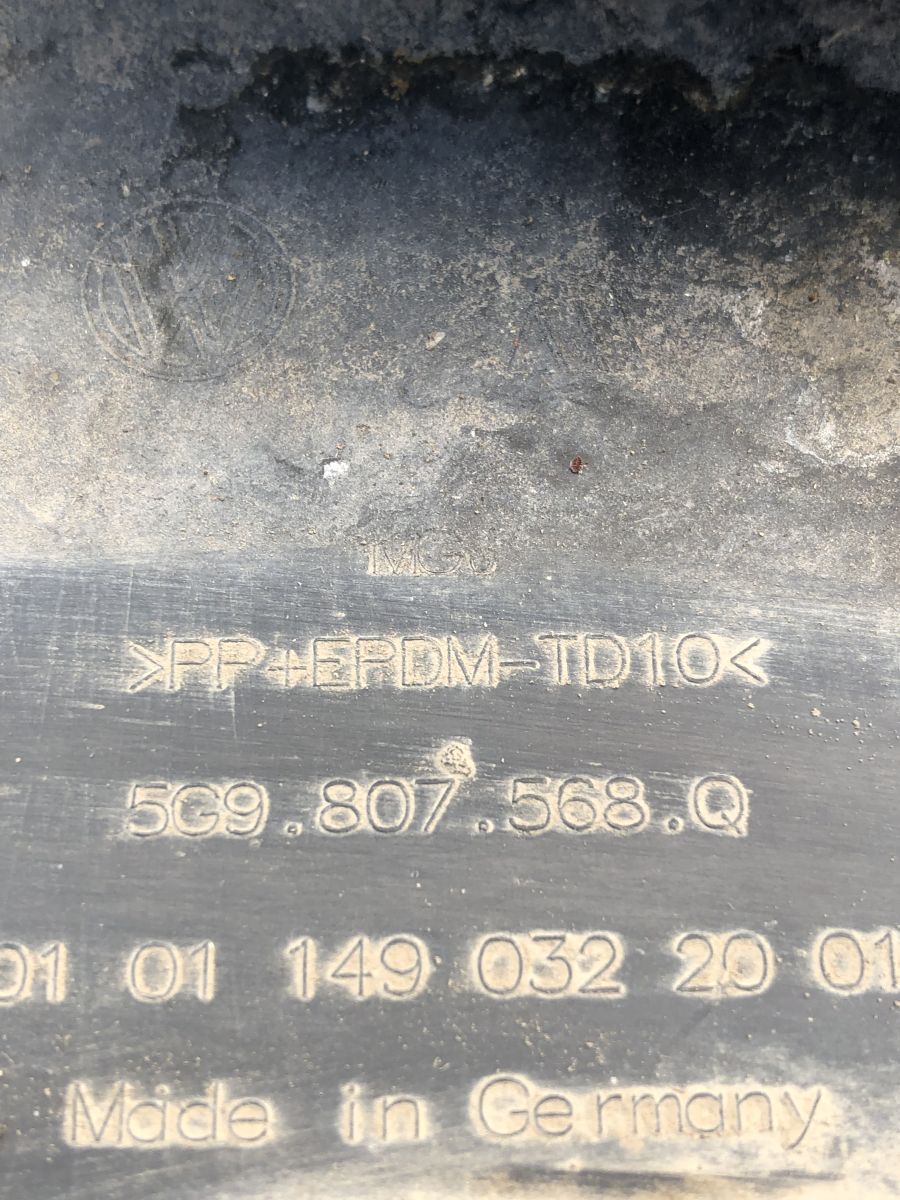 >PP+EPDM-TD10<
5G9.807.568.Q
01 01 149 032 20 01
Made in Germany